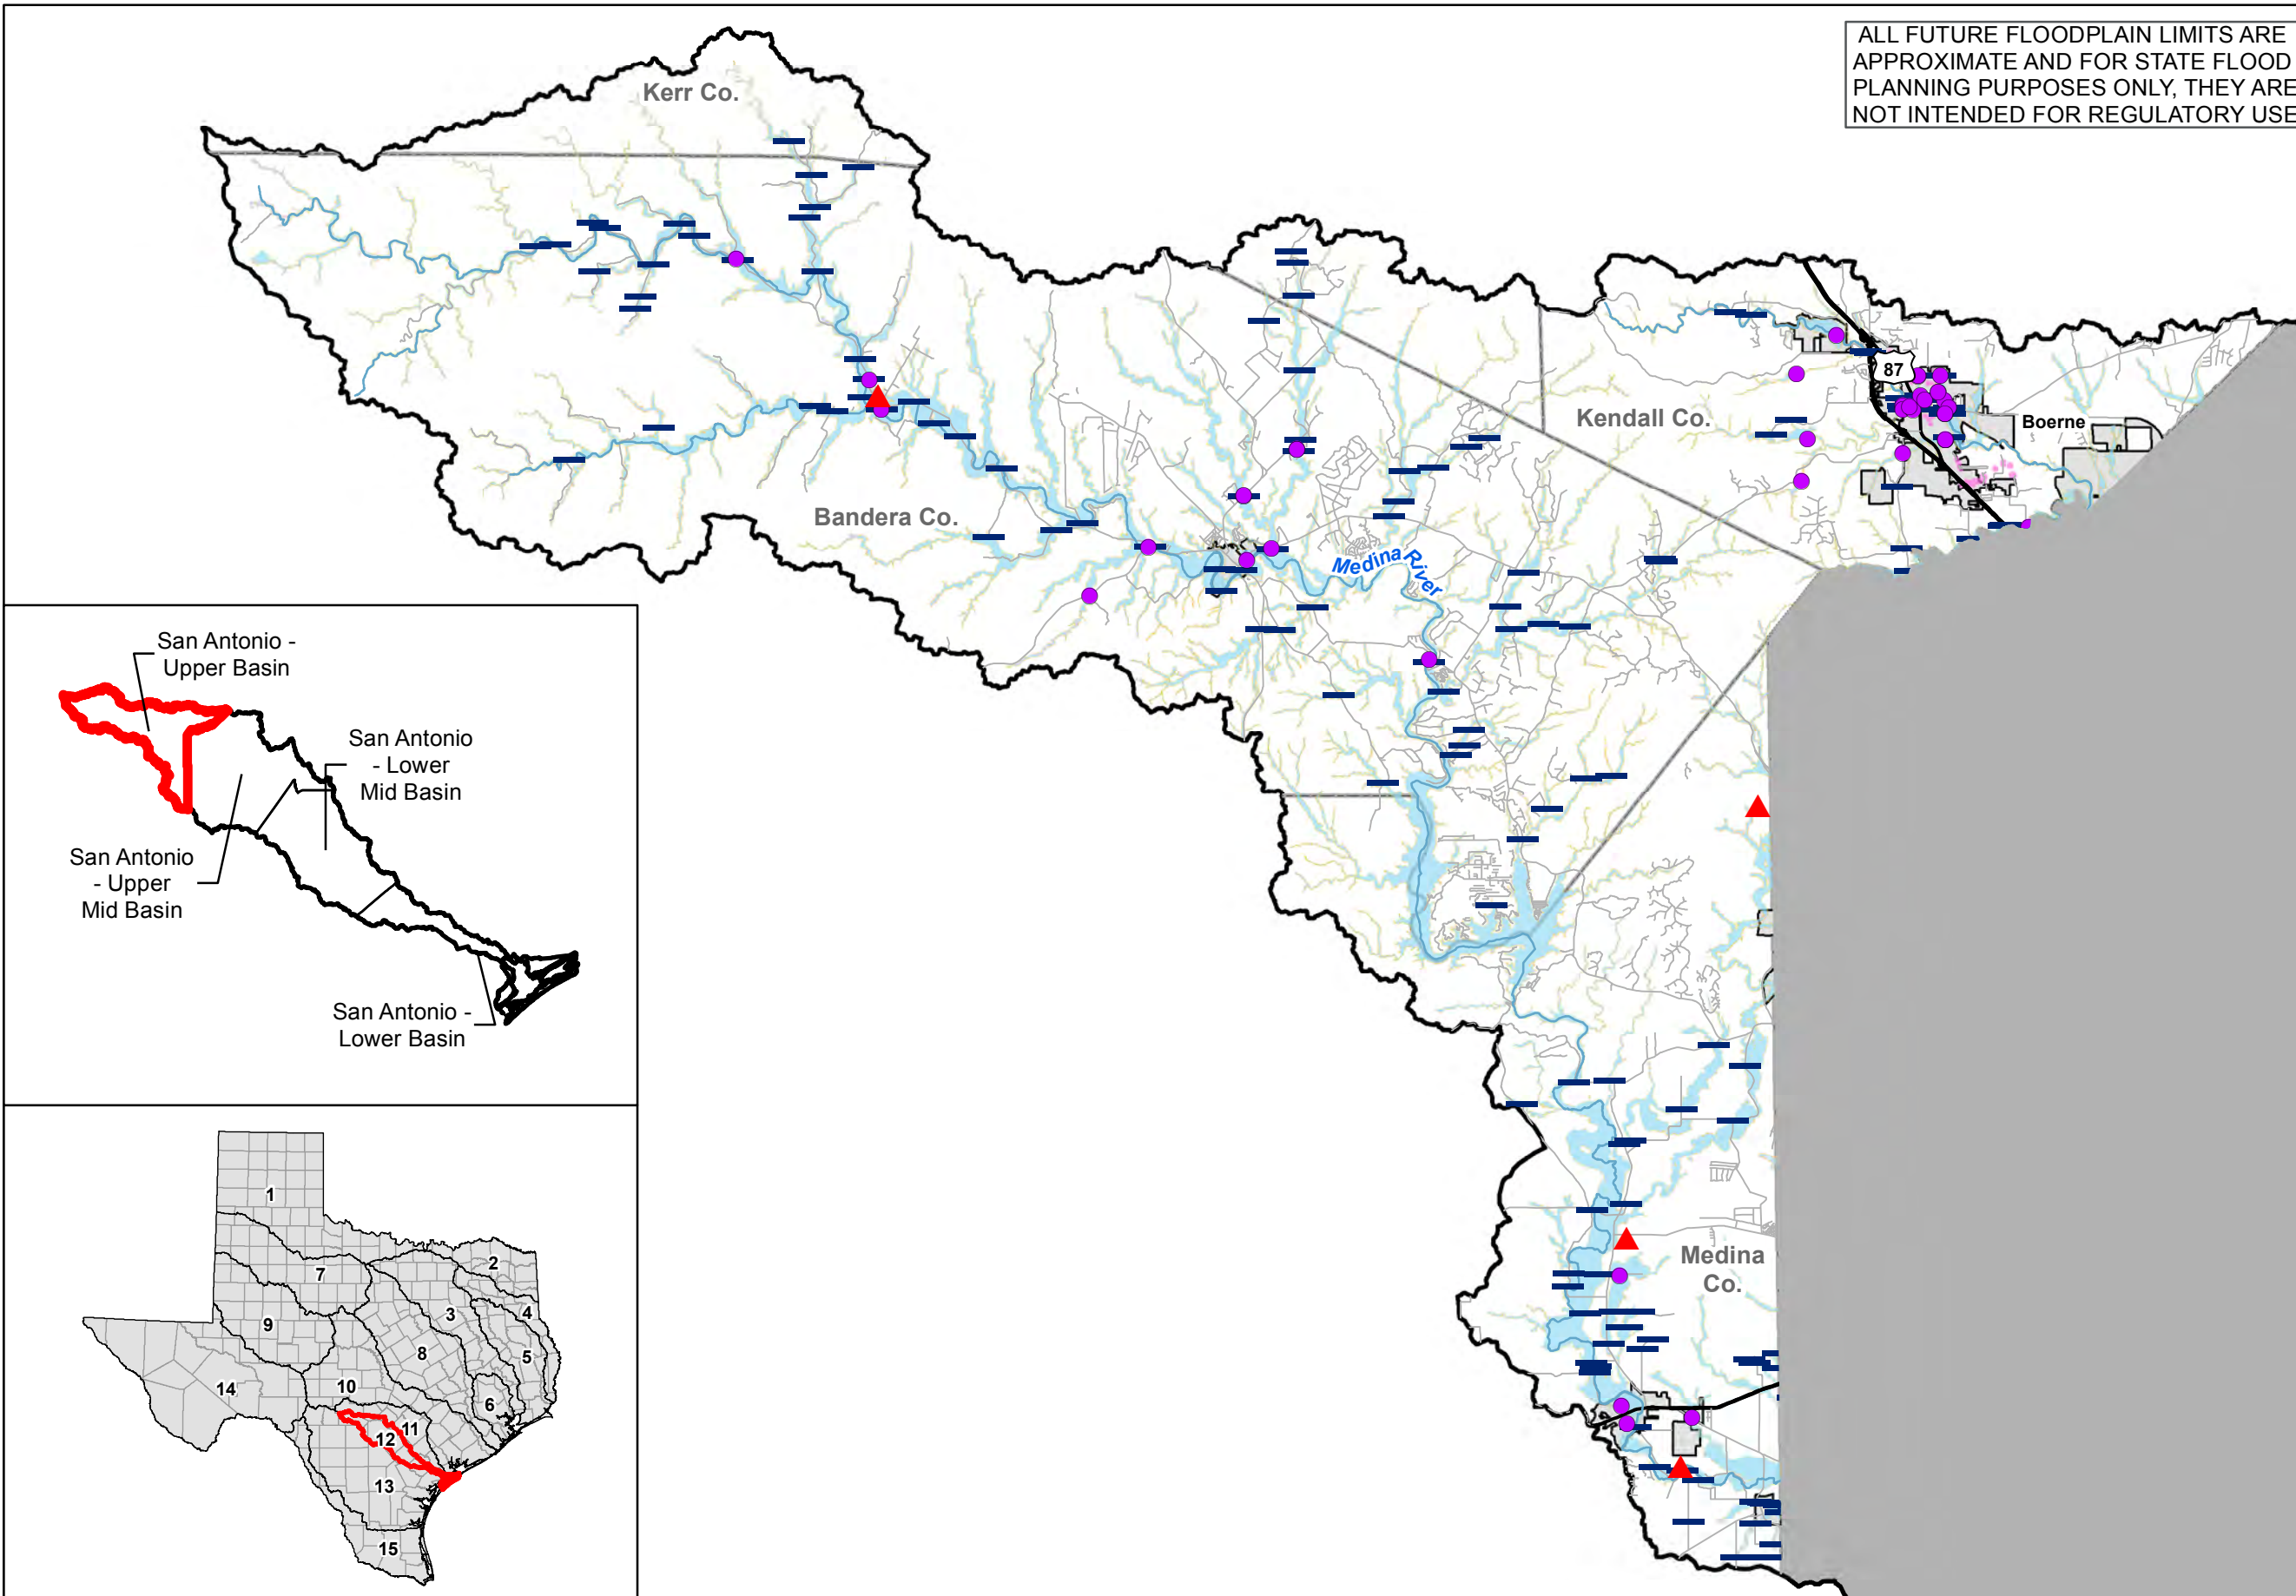 ALL FUTURE FLOODPLAIN LIMITS ARE
APPROXIMATE AND FOR STATE FLOOD
PLANNING PURPOSES ONLY, THEY ARE
NOT INTENDED FOR REGULATORY USE
Kerr Co.
87
Kendall Co.
Boerne
Bandera Co.
Medina River
San Antonio -
Upper Basin
San Antonio
- Lower
Mid Basin
San Antonio
- Upper
Mid Basin
San Antonio -
Lower Basin
Medina
Co.
1
2
7
3
4
9
8
5
14
10
6
11
12
13
15